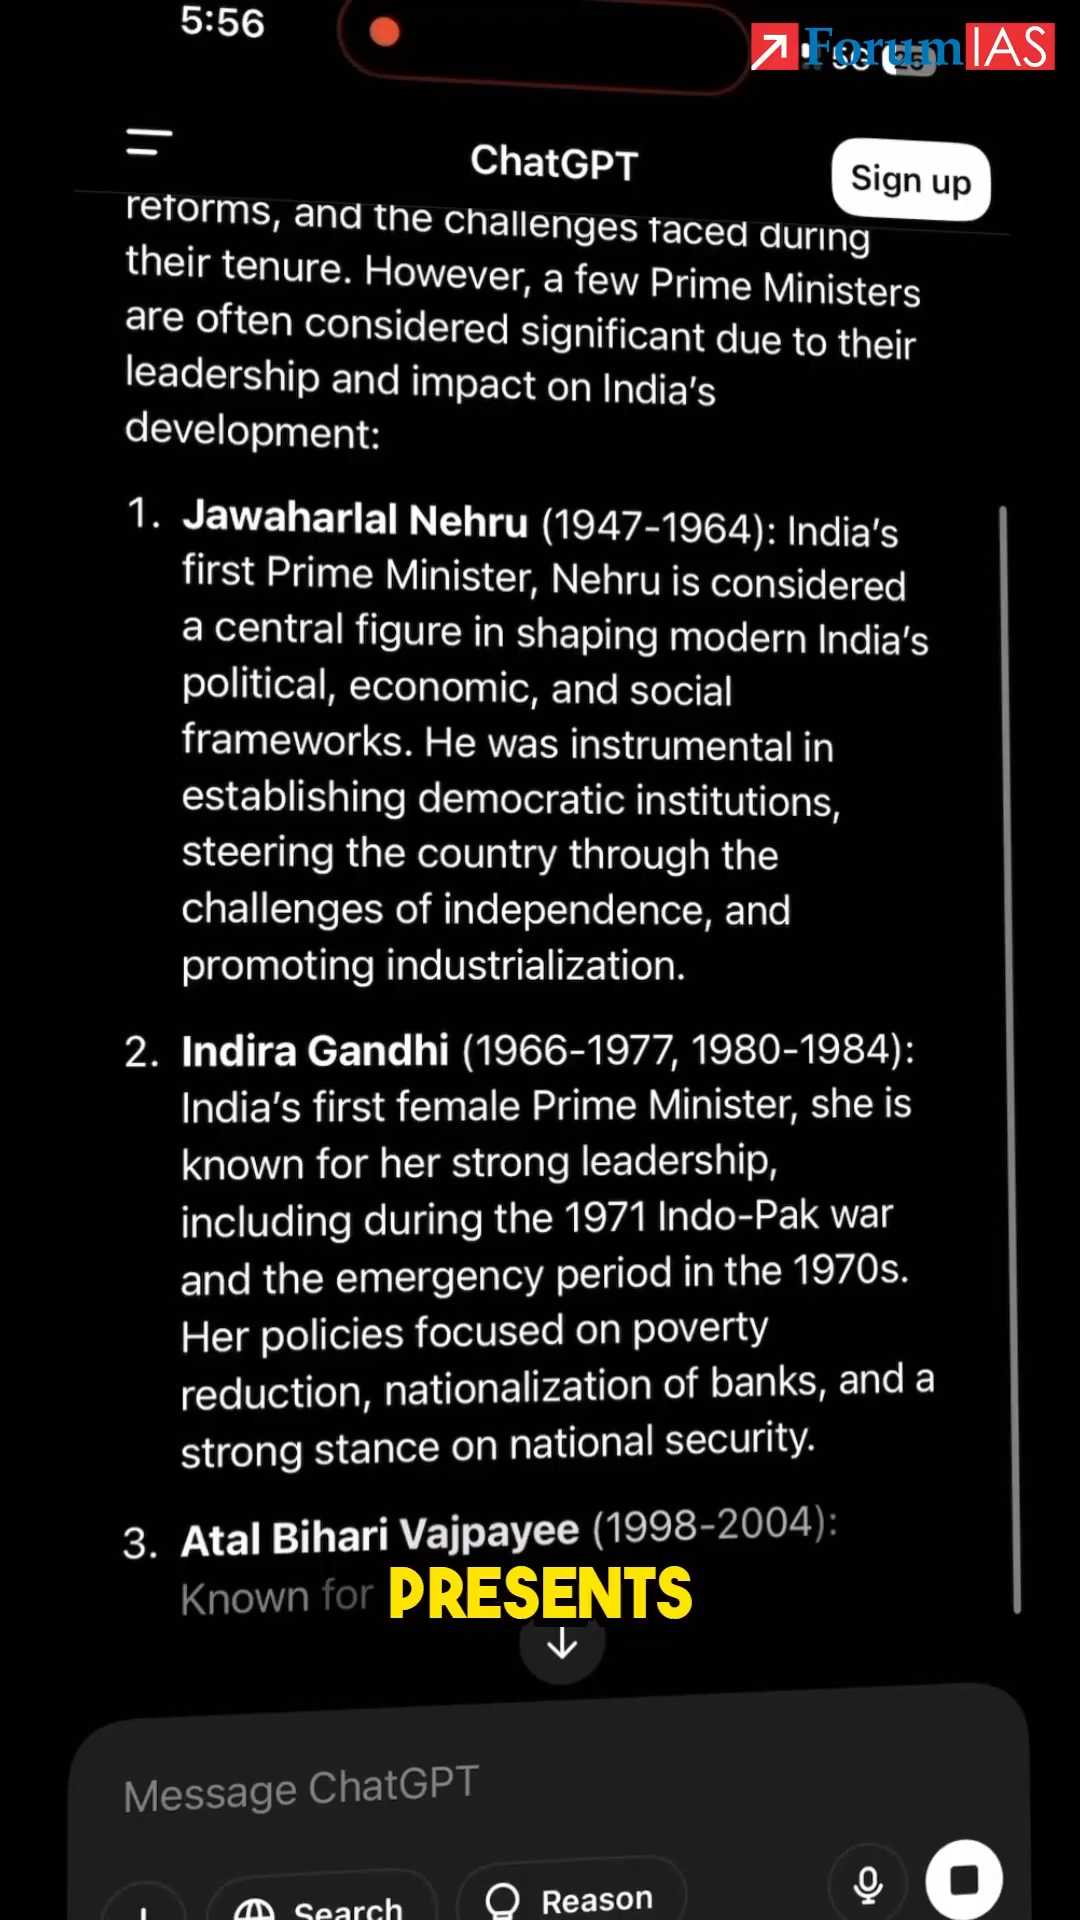 5:56
ForumIAS
5G 25
ChatGPT
Sign up
reforms, and the challenges faced during
their tenure. However, a few Prime Ministers
are often considered significant due to their
leadership and impact on India's
development:
1. Jawaharlal Nehru (1947-1964): India's
first Prime Minister, Nehru is considered
a central figure in shaping modern India's
political, economic, and social
frameworks. He was instrumental in
establishing democratic institutions,
steering the country through the
challenges of independence, and
promoting industrialization.
2. Indira Gandhi (1966-1977, 1980-1984):
India's first female Prime Minister, she is
known for her strong leadership,
including during the 1971 Indo-Pak war
and the emergency period in the 1970s.
Her policies focused on poverty
reduction, nationalization of banks, and a
strong stance on national security.
3. Atal Bihari Vajpayee (1998-2004):
Known for
PRESENTS
Message ChatGPT
Search
Reason